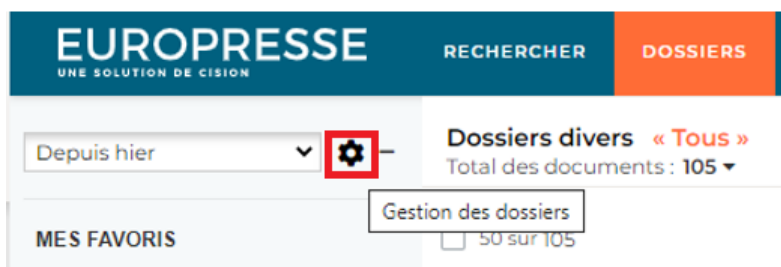 EUROPRESSE
UNE SOLUTION DE CISION
RECHERCHER
DOSSIERS
Depuis hier
Dossiers divers « Tous »
Total des documents : 105
Gestion des dossiers
MES FAVORIS
50 sur 105